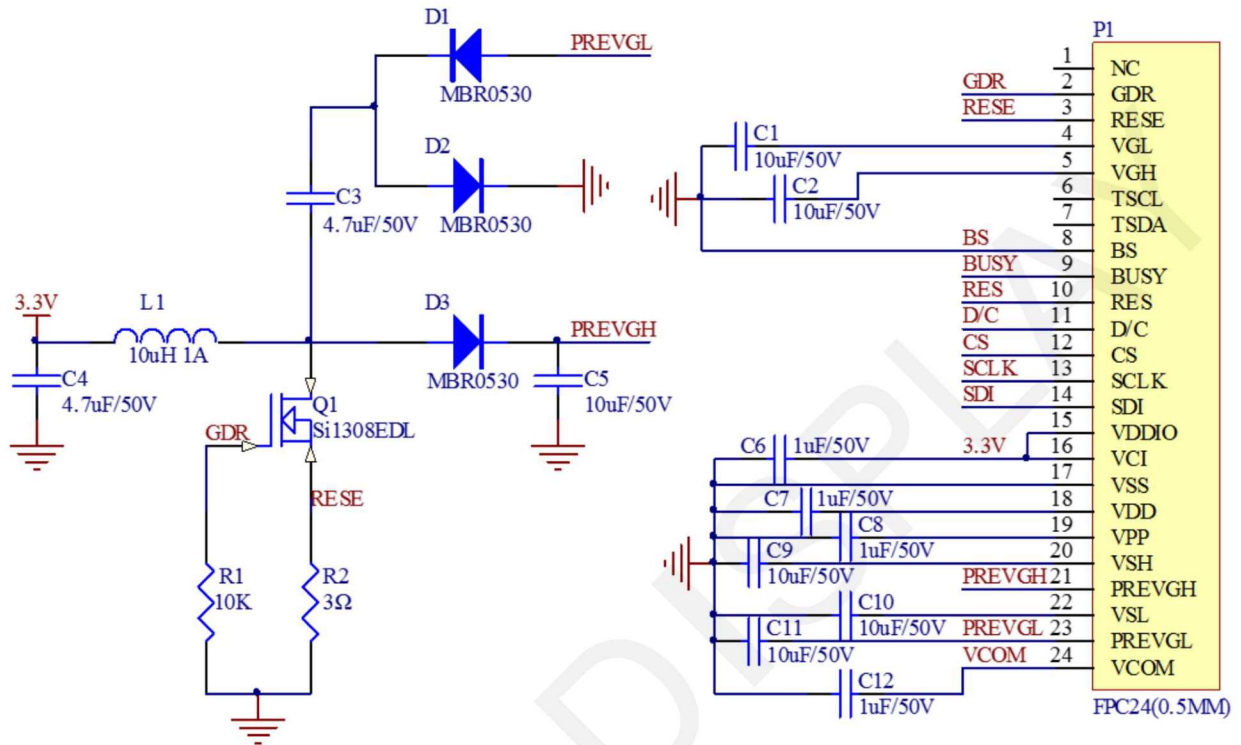 D1
PREVGL
MBR0530
D2
MBR0530
C3
4.7uF/50V
3.3V
L1
10uH 1A
D3
PREVGH
MBR0530
C4
4.7uF/50V
C5
10uF/50V
Q1
Si1308EDL
GDR
RESE
R1
10K
R2
3Ω
P1
1 NC
GDR 2 GDR
RESE 3 RESE
4 VGL
C1
10uF/50V
5 VGH
C2
10uF/50V
6 TSCL
7 TSDA
BS 8 BS
BUSY 9 BUSY
RES 10 RES
D/C 11 D/C
CS 12 CS
SCLK 13 SCLK
SDI 14 SDI
15 VDDIO
C6 1uF/50V 3.3V 16 VCI
17 VSS
C7 1uF/50V 18 VDD
C8 19 VPP
1uF/50V
C9 20 VSH
10uF/50V
PREVGH 21 PREVGH
C10 22 VSL
10uF/50V
C11 PREVGL 23 PREVGL
10uF/50V
VCOM 24 VCOM
C12
1uF/50V
FPC24(0.5MM)
DISPLAY